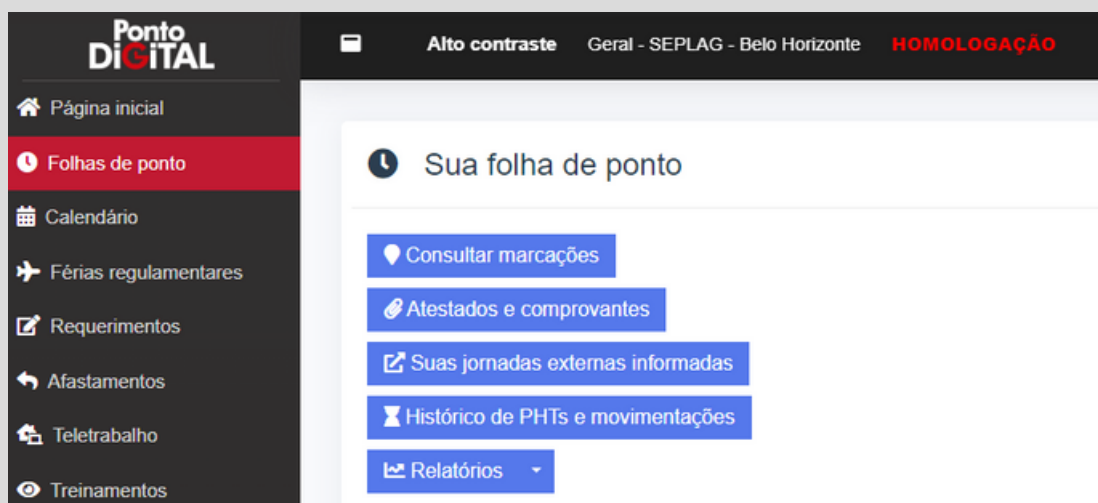 Ponto
DiGiTAL
Alto contraste Geral - SEPLAG - Belo Horizonte HOMOLOGAÇÃO
Página inicial
Folhas de ponto
Calendário
Férias regulamentares
Requerimentos
Afastamentos
Teletrabalho
Treinamentos
Sua folha de ponto
Consultar marcações
Atestados e comprovantes
Suas jornadas externas informadas
Histórico de PHTs e movimentações
Relatórios